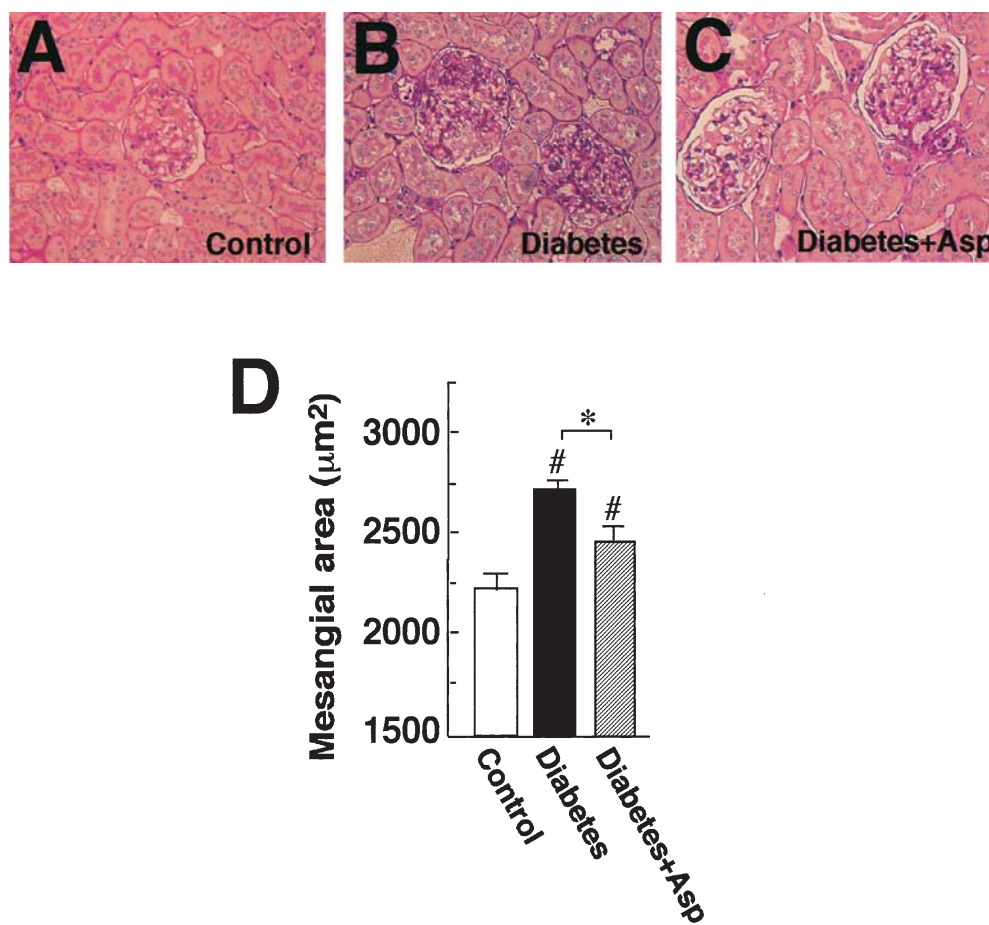 A
B
C
Control
Diabetes
Diabetes+Asp
D
Mesangial area (μm²)
3000
2500
2000
1500
*
#
#
Control
Diabetes
Diabetes+Asp